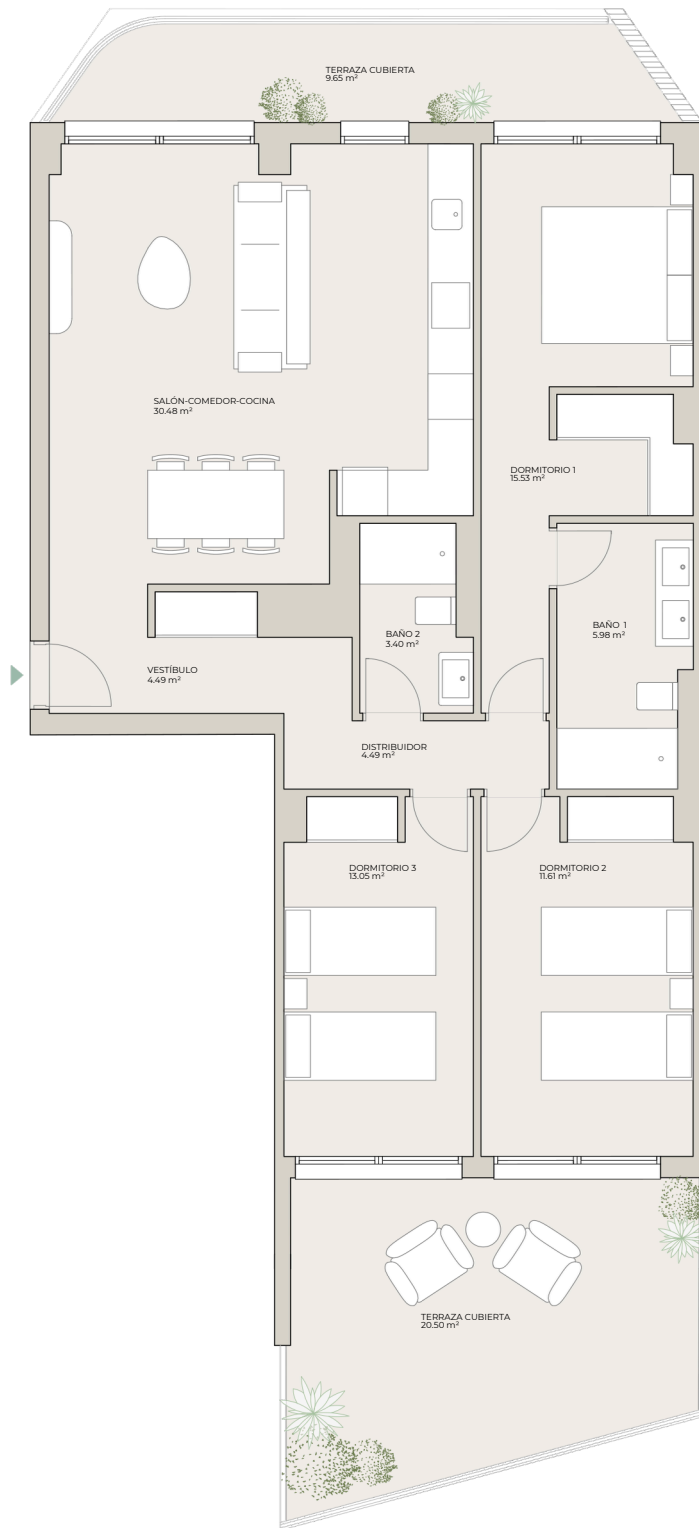 TERRAZA CUBIERTA
9.65 m²
SALÓN-COMEDOR-COCINA
30.48 m²
DORMITORIO 1
15.53 m²
BAÑO 1
5.98 m²
BAÑO 2
3.40 m²
VESTÍBULO
4.49 m²
DISTRIBUIDOR
4.49 m²
DORMITORIO 3
13.05 m²
DORMITORIO 2
11.61 m²
TERRAZA CUBIERTA
20.50 m²